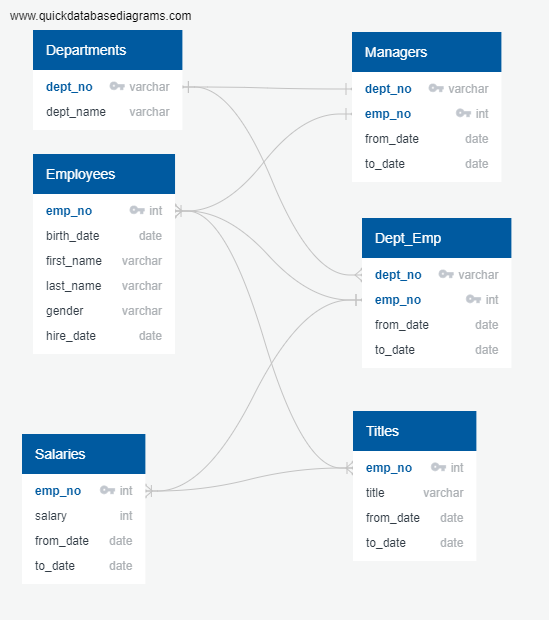 www.quickdatabasediagrams.com
Departments
dept_no varchar
dept_name varchar
Managers
dept_no varchar
emp_no int
from_date date
to_date date
Employees
emp_no int
birth_date date
first_name varchar
last_name varchar
gender varchar
hire_date date
Dept_Emp
dept_no varchar
emp_no int
from_date date
to_date date
Salaries
emp_no int
salary int
from_date date
to_date date
Titles
emp_no int
title varchar
from_date date
to_date date